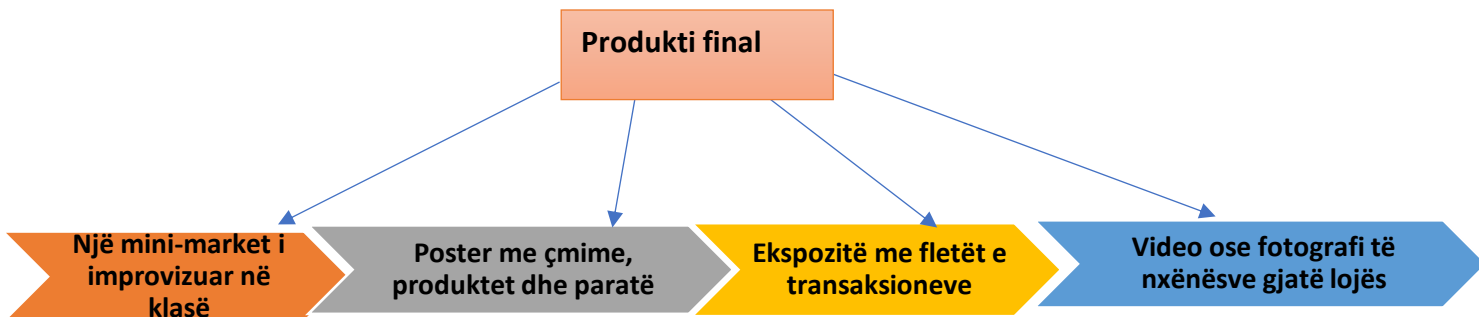 Produkti final
Një mini-market i
improvizuar në
klasë
Poster me çmime,
produktet dhe paratë
Ekspozitë me fletët e
transaksioneve
Video ose fotografi të
nxënësve gjatë lojës